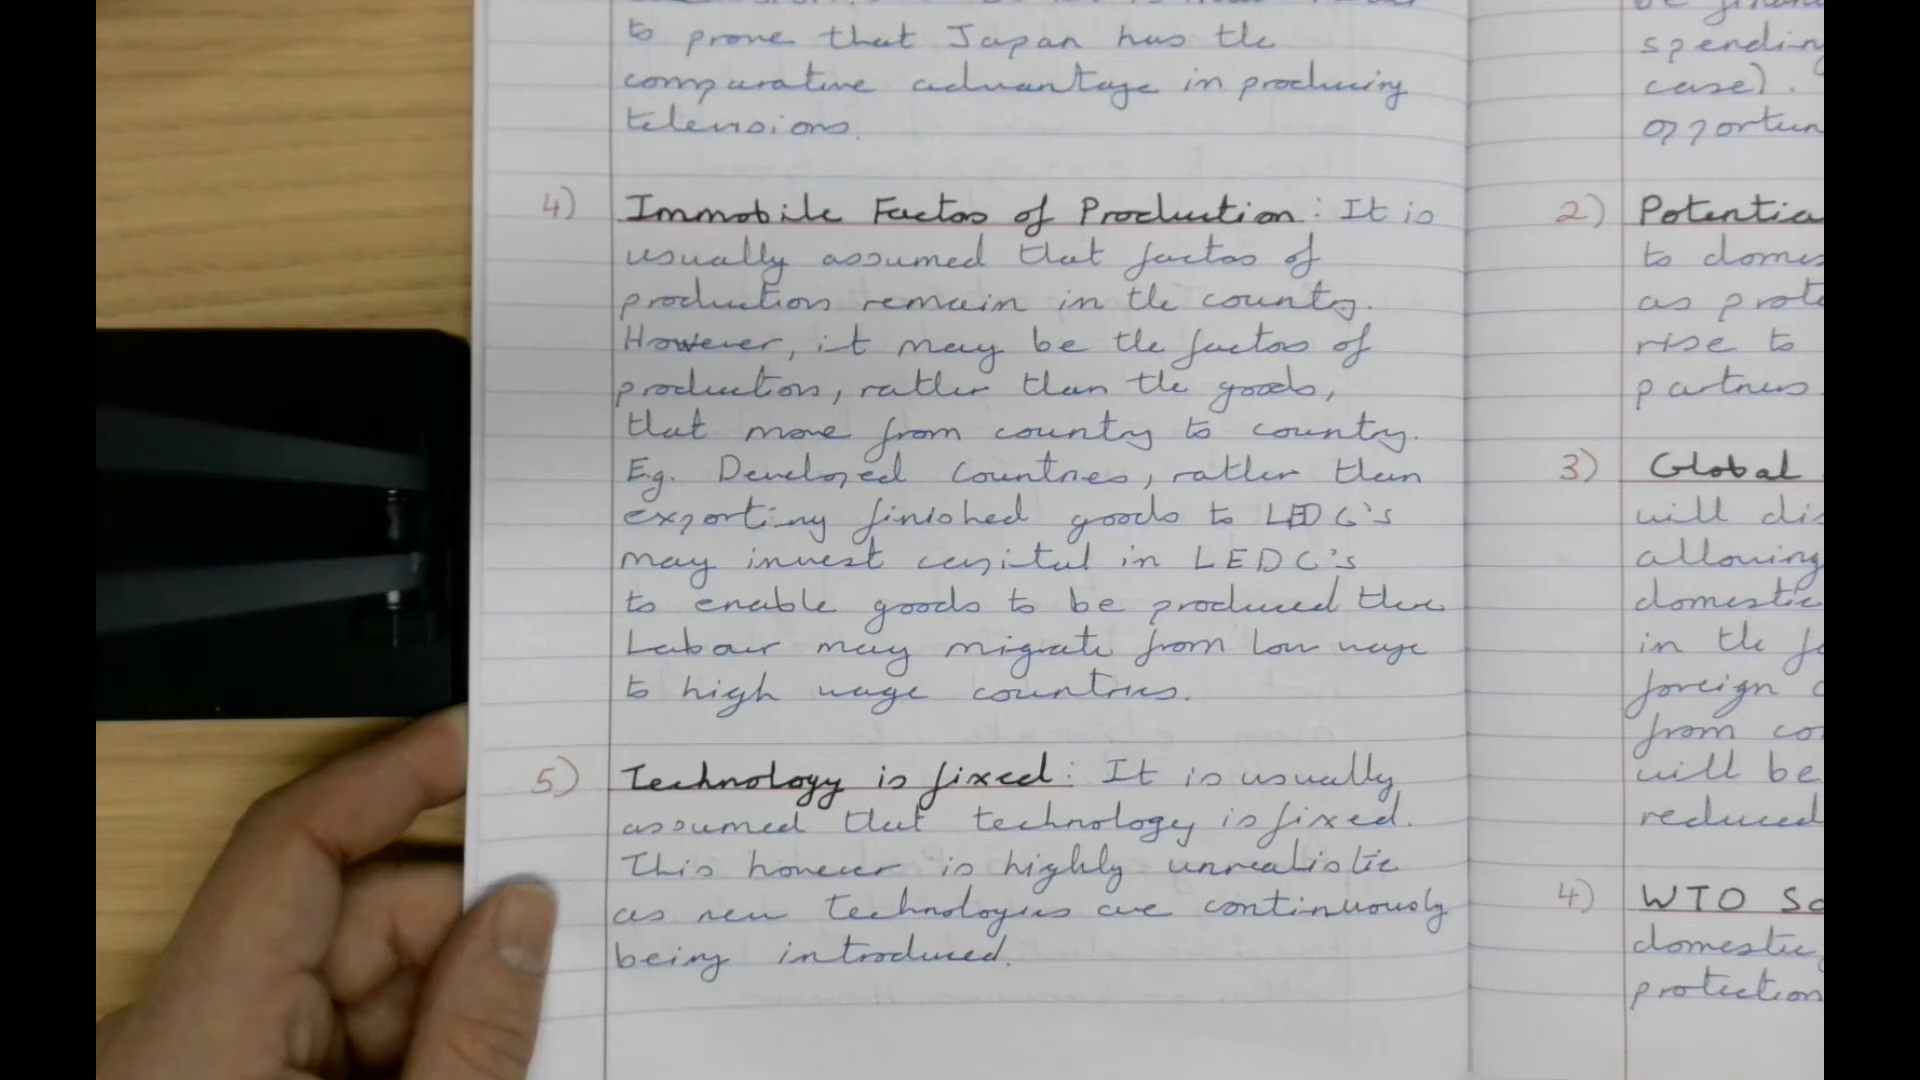 to prove that Japan has the
comparative advantage in producing
televisions.
4) Immobile Factors of Production: It is
usually assumed that factors of
production remain in the country.
However, it may be the factors of
production, rather than the goods,
that move from country to country.
E.g. Developed Countries, rather than
exporting finished goods to LEDC's
may invest capital in LEDC's
to enable goods to be produced there
Labour may migrate from low wage
to high wage countries.
5) Technology is fixed: It is usually
assumed that technology is fixed.
This however is highly unrealistic
as new technologies are continuously
being introduced.
spending
case).
opportun
2) Potentia
to domes
as prote
rise to
partners
3) Global
will dis
allowing
domestic
in the fo
foreign c
from co
will be
reduced
4) WTO Sc
domestic
protection